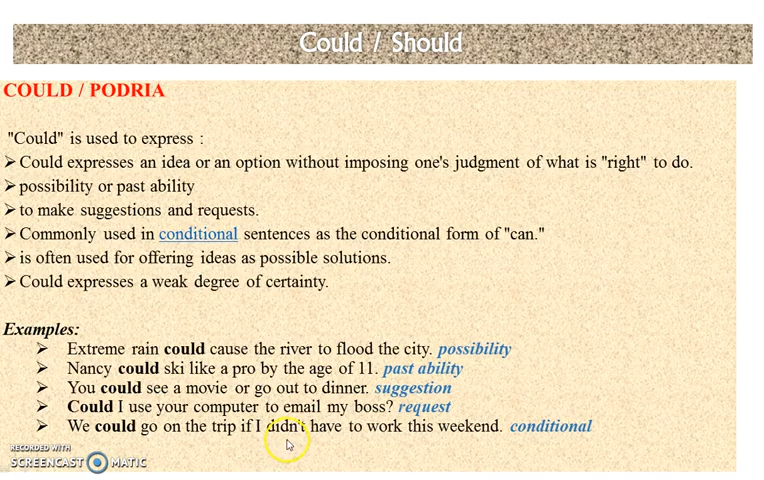 Could / Should
COULD / PODRIA
"Could" is used to express :
➢ Could expresses an idea or an option without imposing one's judgment of what is "right" to do.
➢ possibility or past ability
➢ to make suggestions and requests.
➢ Commonly used in conditional sentences as the conditional form of "can."
➢ is often used for offering ideas as possible solutions.
➢ Could expresses a weak degree of certainty.
Examples:
➢ Extreme rain could cause the river to flood the city. possibility
➢ Nancy could ski like a pro by the age of 11. past ability
➢ You could see a movie or go out to dinner. suggestion
➢ Could I use your computer to email my boss? request
➢ We could go on the trip if I didn't have to work this weekend. conditional
RECORDED WITH
SCREENCAST MATIC